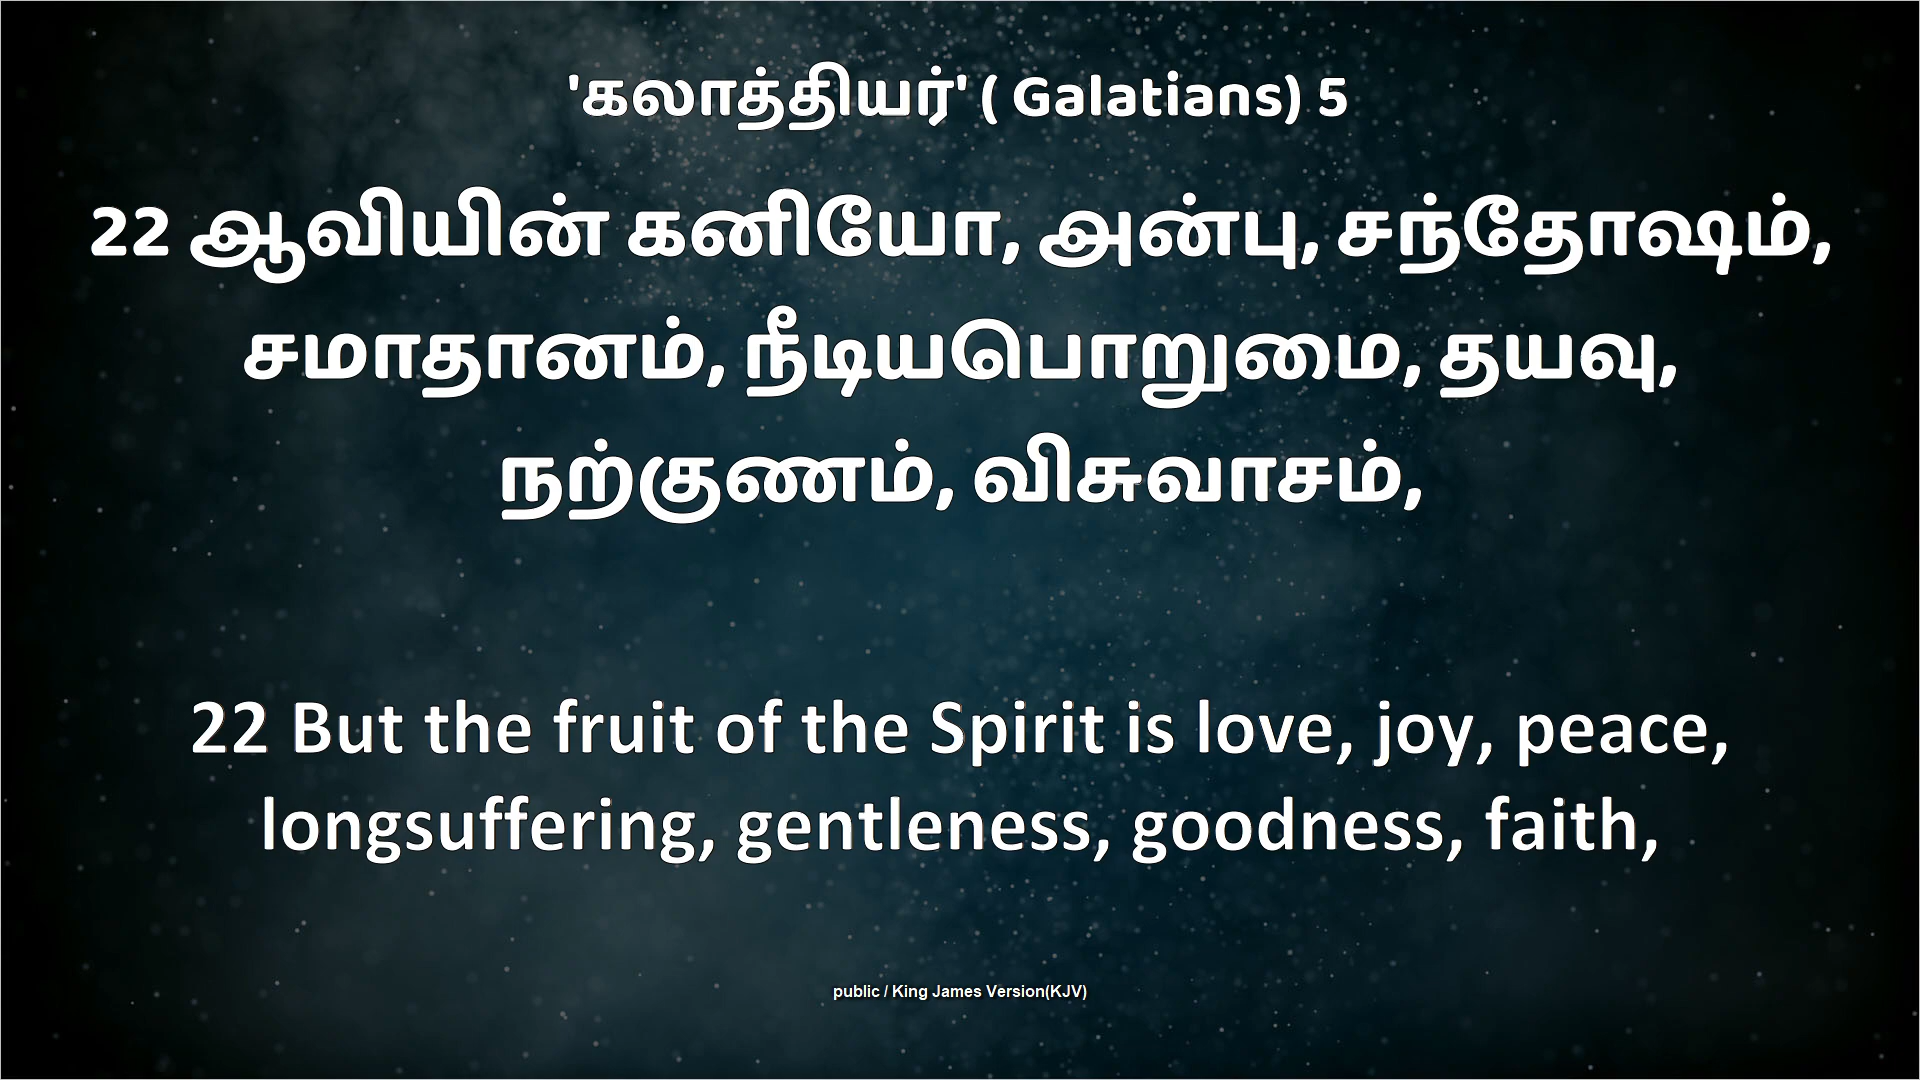 'கலாத்தியர்' ( Galatians) 5
22 ஆவியின் கனியோ, அன்பு, சந்தோஷம்,
சமாதானம், நீடியபொறுமை, தயவு,
நற்குணம், விசுவாசம்,
22 But the fruit of the Spirit is love, joy, peace,
longsuffering, gentleness, goodness, faith,
public / King James Version(KJV)